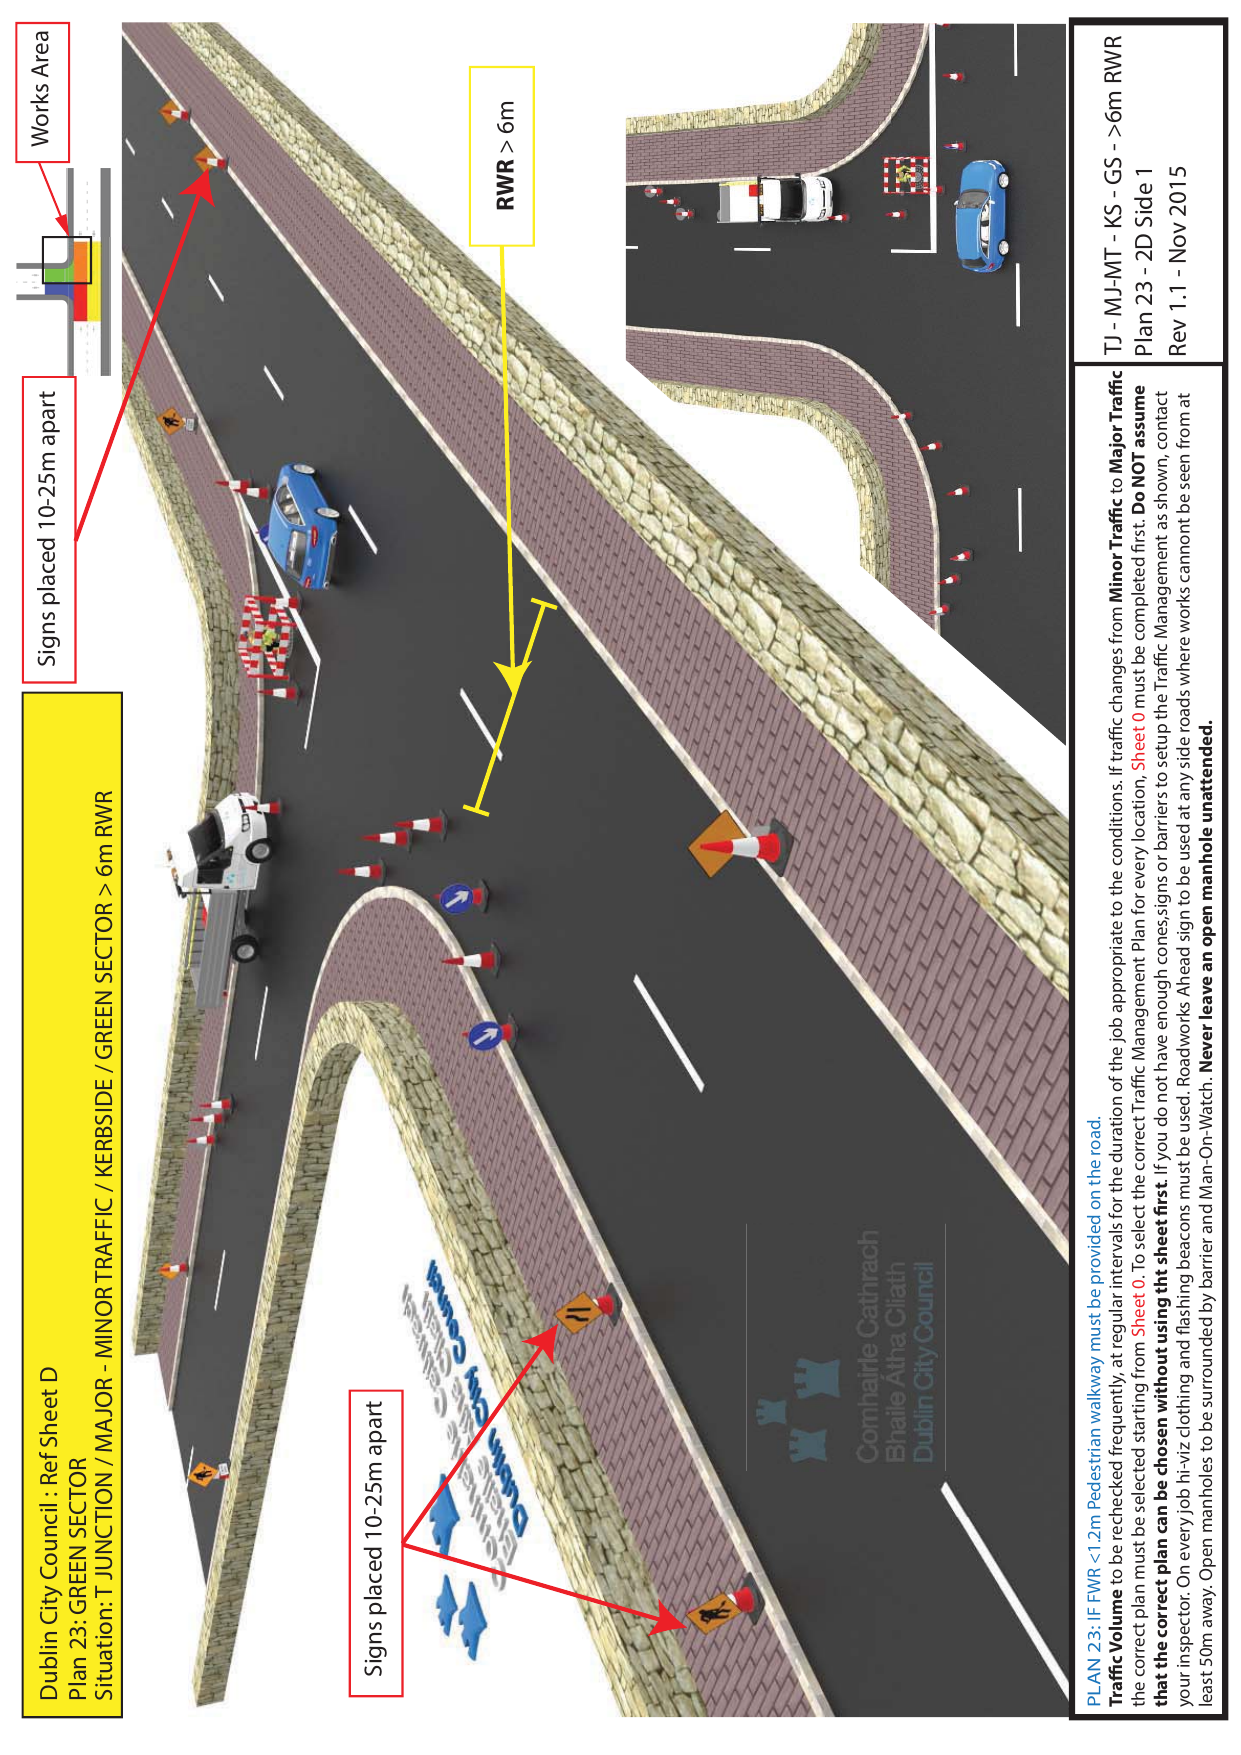 Dublin City Council : Ref Sheet D
Plan 23: GREEN SECTOR
Situation: T JUNCTION / MAJOR - MINOR TRAFFIC / KERBSIDE / GREEN SECTOR > 6m RWR
Signs placed 10-25m apart
Works Area
RWR > 6m
Signs placed 10-25m apart
Comhairle Cathrach
Bhaile Átha Cliath
Dublin City Council
Comhairle Cathrach
Bhaile Átha Cliath
Dublin City Council
PLAN 23: IF FWR <1.2m Pedestrian walkway must be provided on the road.
Traffic Volume to be rechecked frequently, at regular intervals for the duration of the job appropriate to the conditions. If traffic changes from Minor Traffic to Major Traffic
the correct plan must be selected starting from Sheet 0. To select the correct Traffic Management Plan for every location, Sheet 0 must be completed first. Do NOT assume
that the correct plan can be chosen without using tht sheet first. If you do not have enough cones,signs or barriers to setup the Traffic Management as shown, contact
your inspector. On every job hi-viz clothing and flashing beacons must be used. Roadworks Ahead sign to be used at any side roads where works cannont be seen from at
least 50m away. Open manholes to be surrounded by barrier and Man-On-Watch. Never leave an open manhole unattended.
TJ - MJ-MT - KS - GS - >6m RWR
Plan 23 - 2D Side 1
Rev 1.1 - Nov 2015